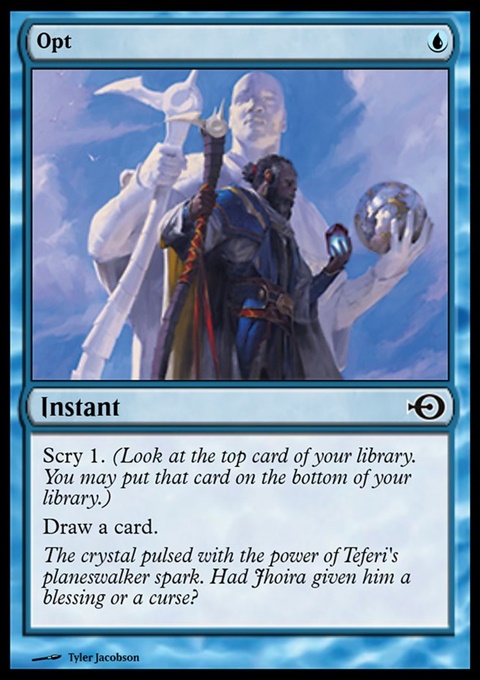 Opt
Instant
Scry 1. (Look at the top card of your library.
You may put that card on the bottom of your
library.)
Draw a card.
The crystal pulsed with the power of Teferi's
planeswalker spark. Had Jhoira given him a
blessing or a curse?
Tyler Jacobson